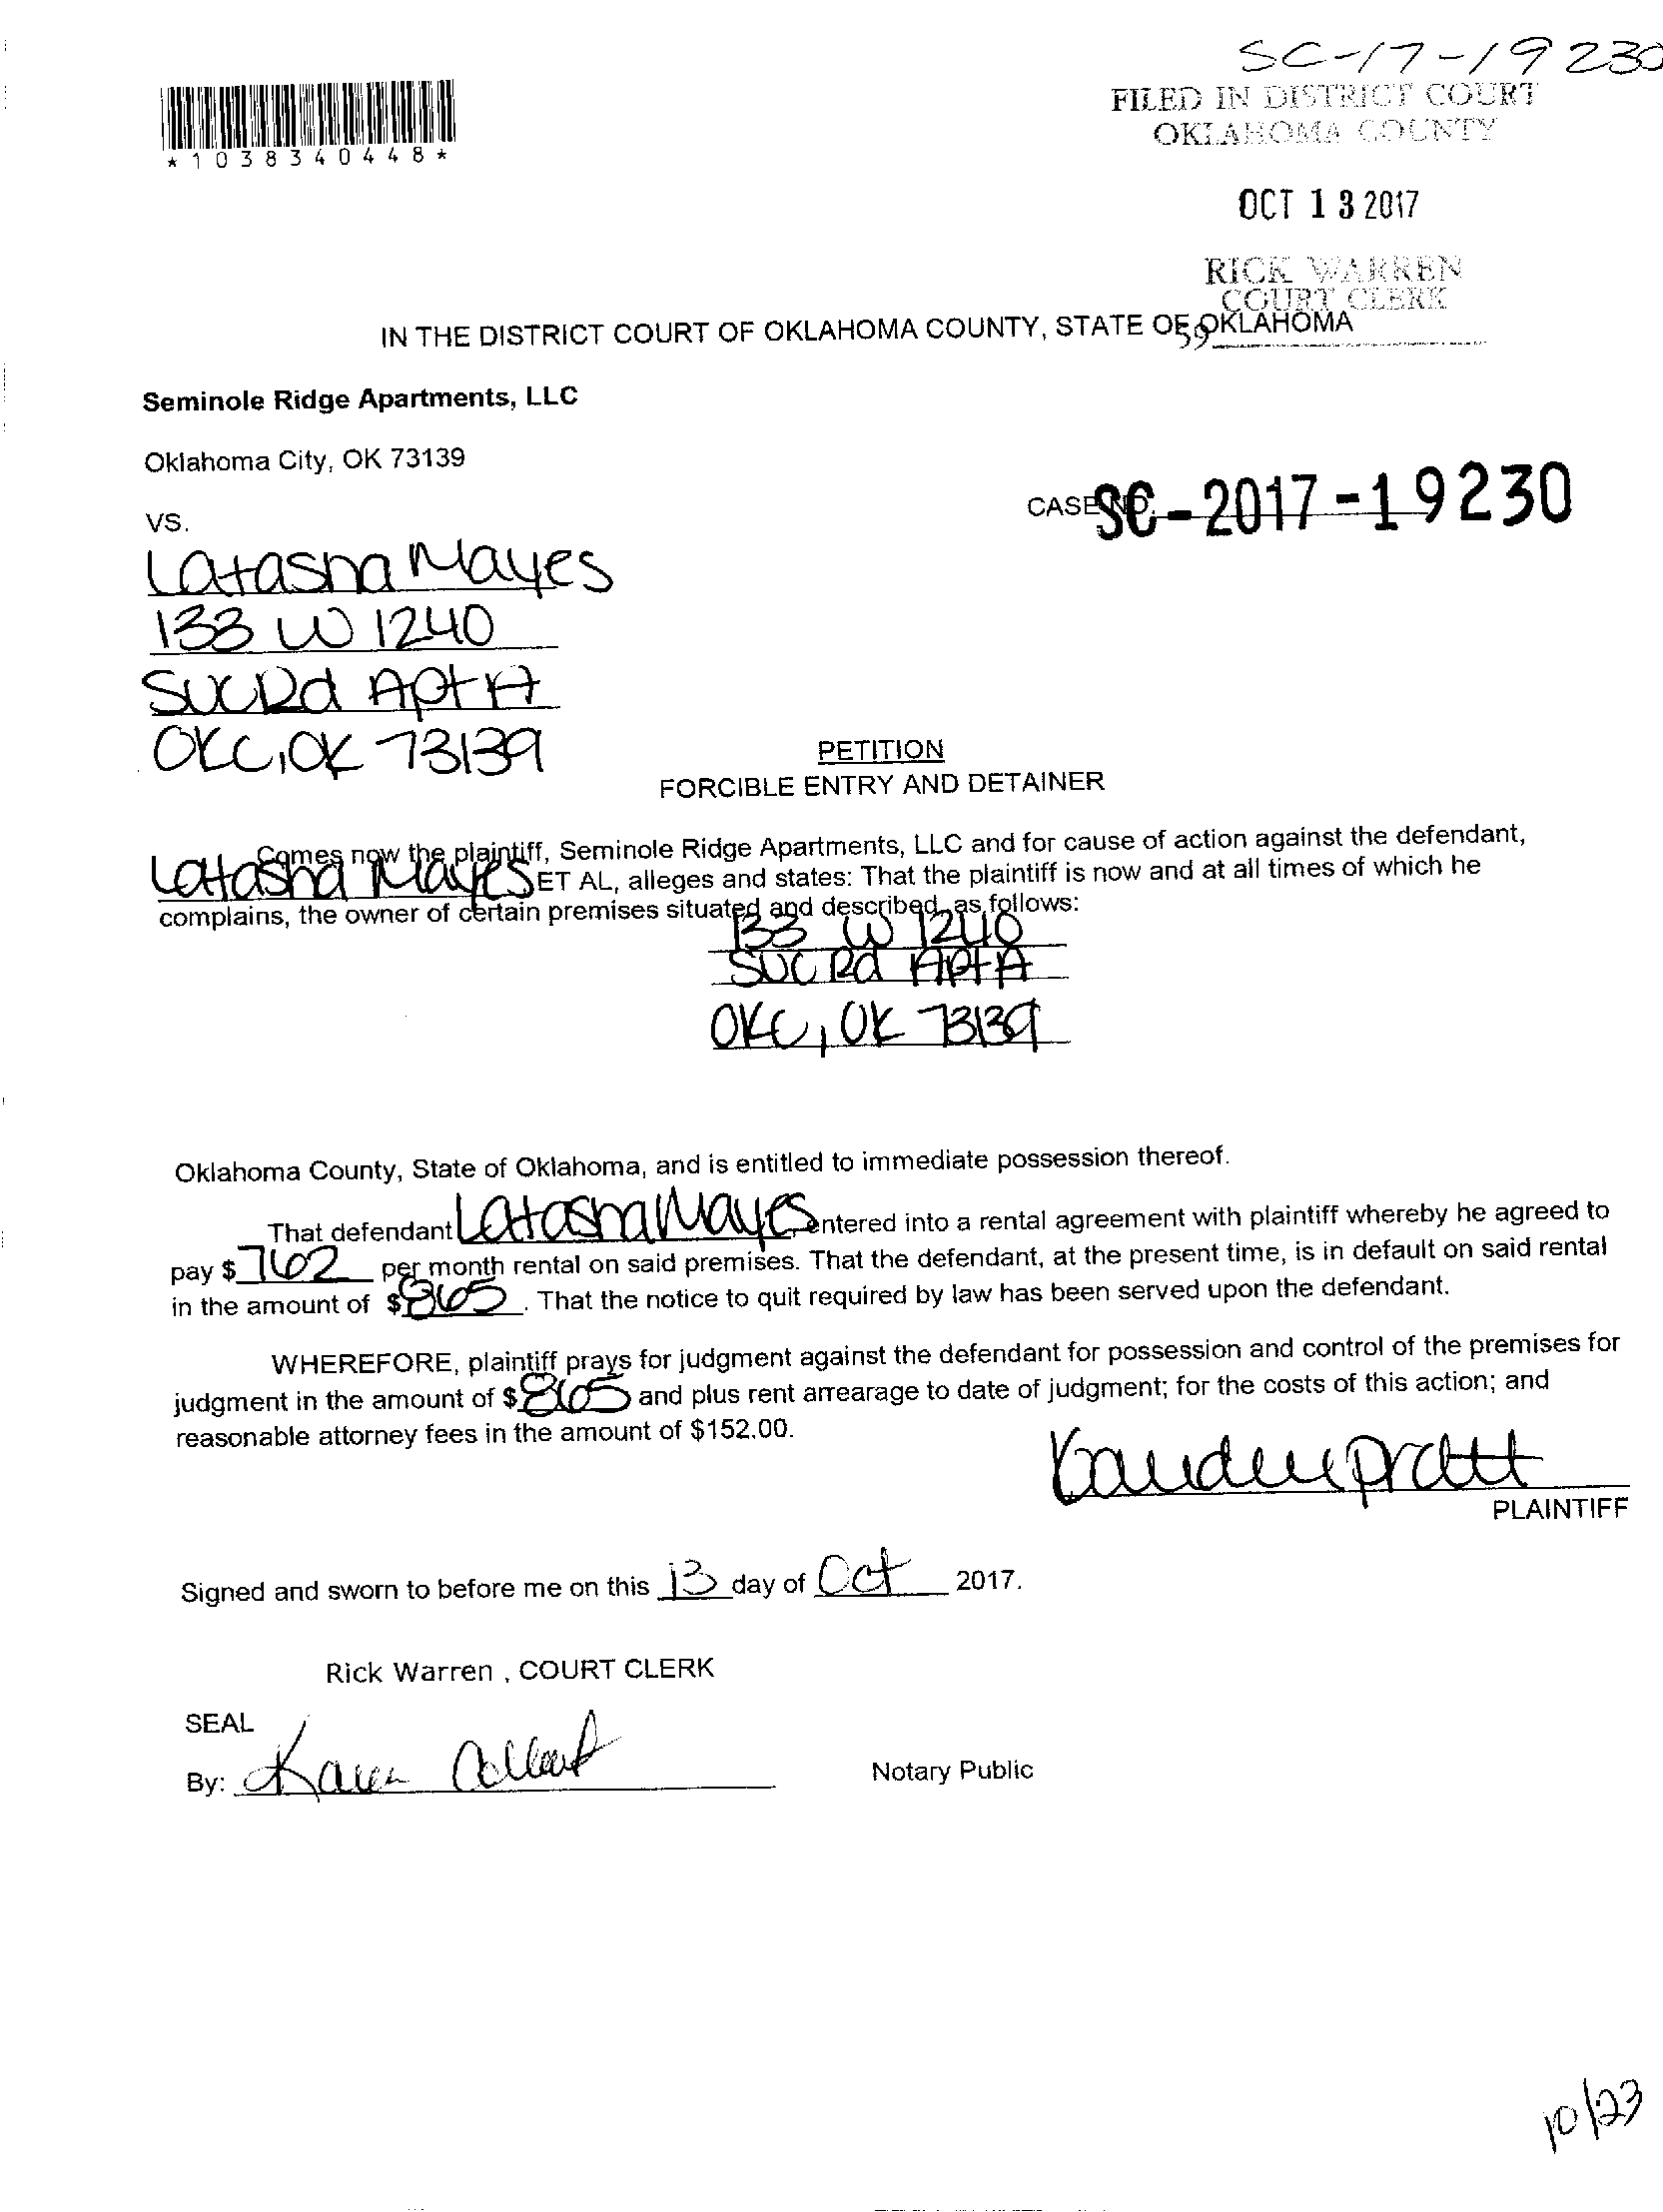 SC-17-19230
FILED IN DISTRICT COURT
OKLAHOMA COUNTY
*1038340448*
OCT 13 2017
RICK WARREN
COURT CLERK
IN THE DISTRICT COURT OF OKLAHOMA COUNTY, STATE OF OKLAHOMA
59
Seminole Ridge Apartments, LLC
Oklahoma City, OK 73139
CASE NO. SC-2017-19230
VS.
Latasha Mayes
133 W 1240
SVC Rd Apt A
OKC, OK 73139
PETITION
FORCIBLE ENTRY AND DETAINER
Comes now the plaintiff, Seminole Ridge Apartments, LLC and for cause of action against the defendant,
Latasha Mayes ET AL, alleges and states: That the plaintiff is now and at all times of which he
complains, the owner of certain premises situated and described as follows:
133 W 1240
SVC Rd Apt A
OKC, OK 73139
Oklahoma County, State of Oklahoma, and is entitled to immediate possession thereof.
That defendant Latasha Mayes, entered into a rental agreement with plaintiff whereby he agreed to
pay $ 762 per month rental on said premises. That the defendant, at the present time, is in default on said rental
in the amount of $ 865. That the notice to quit required by law has been served upon the defendant.
WHEREFORE, plaintiff prays for judgment against the defendant for possession and control of the premises for
judgment in the amount of $ 865 and plus rent arrearage to date of judgment; for the costs of this action; and
reasonable attorney fees in the amount of $152.00.
Pratt
PLAINTIFF
Signed and sworn to before me on this 13 day of Oct 2017.
Rick Warren , COURT CLERK
SEAL
By: Karen
Notary Public
10/23